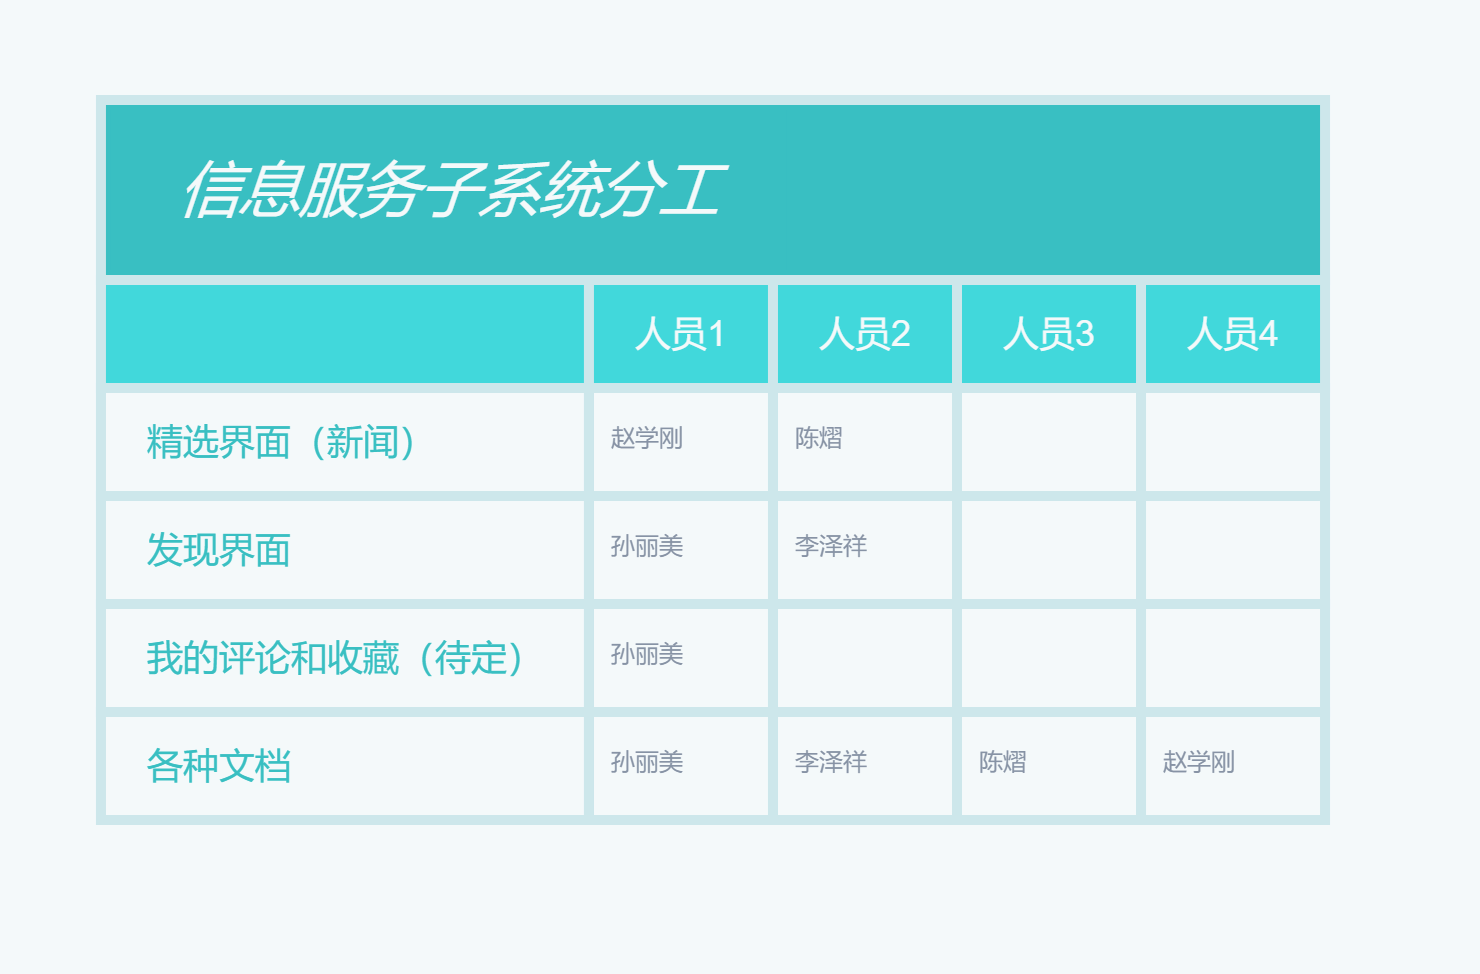 信息服务子系统分工
人员1 人员2 人员3 人员4
精选界面（新闻） 赵学刚 陈熠
发现界面 孙丽美 李泽祥
我的评论和收藏（待定） 孙丽美
各种文档 孙丽美 李泽祥 陈熠 赵学刚